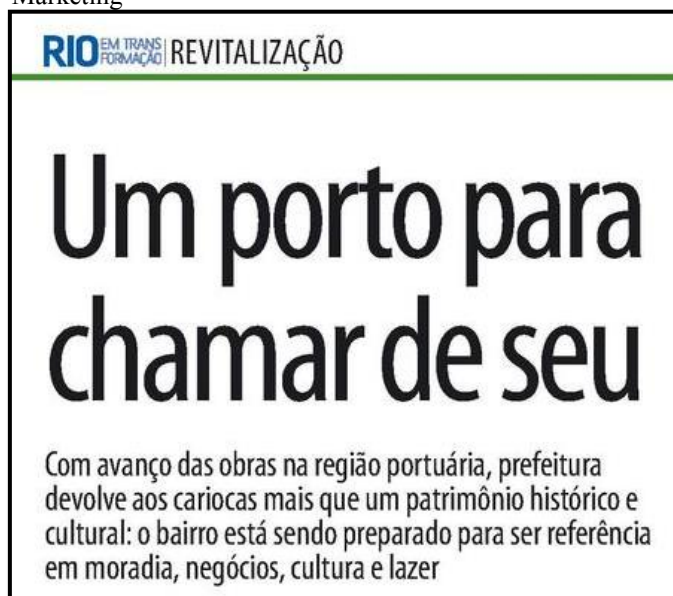 Marketing
RIO EM TRANS FORMAÇÃO | REVITALIZAÇÃO
Um porto para
chamar de seu
Com avanço das obras na região portuária, prefeitura
devolve aos cariocas mais que um patrimônio histórico e
cultural: o bairro está sendo preparado para ser referência
em moradia, negócios, cultura e lazer